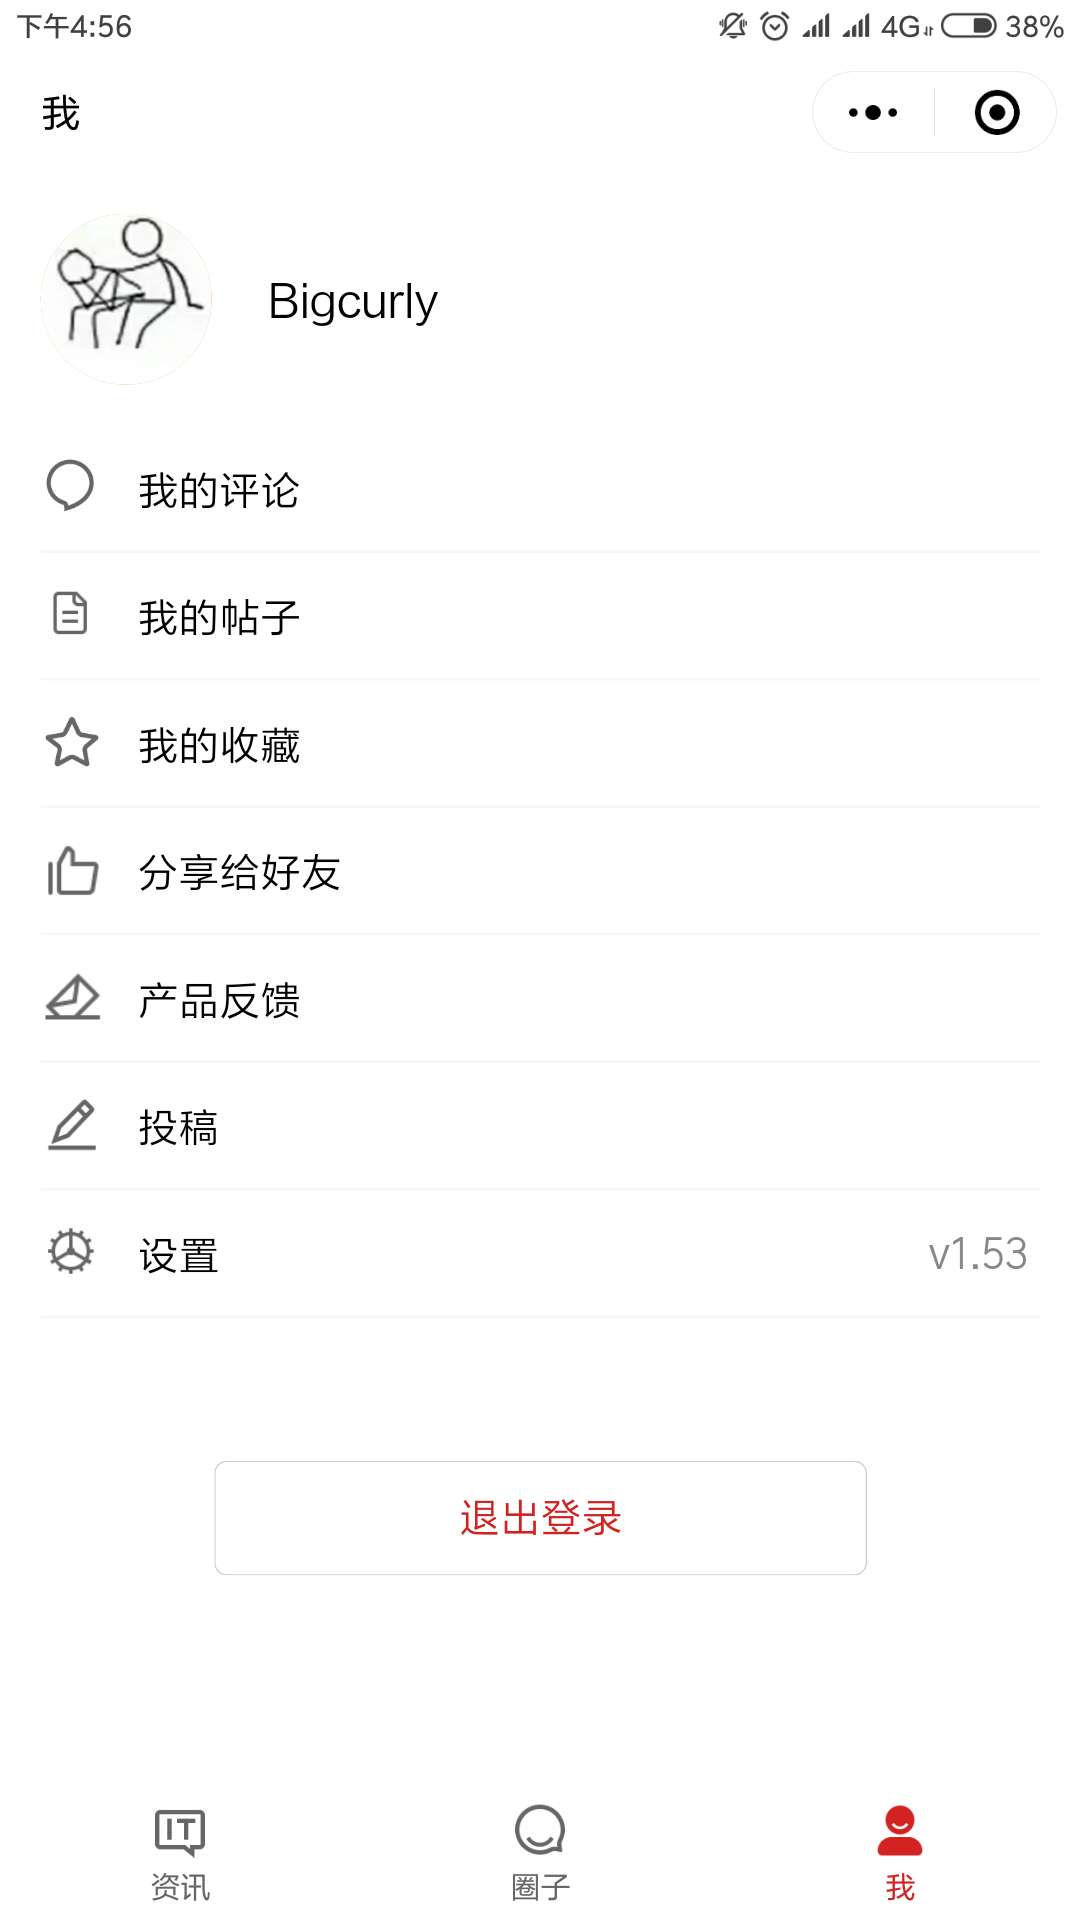 下午4:56 4G 38%
我
Bigcurly
我的评论
我的帖子
我的收藏
分享给好友
产品反馈
投稿
设置 v1.53
退出登录
IT
资讯 圈子 我